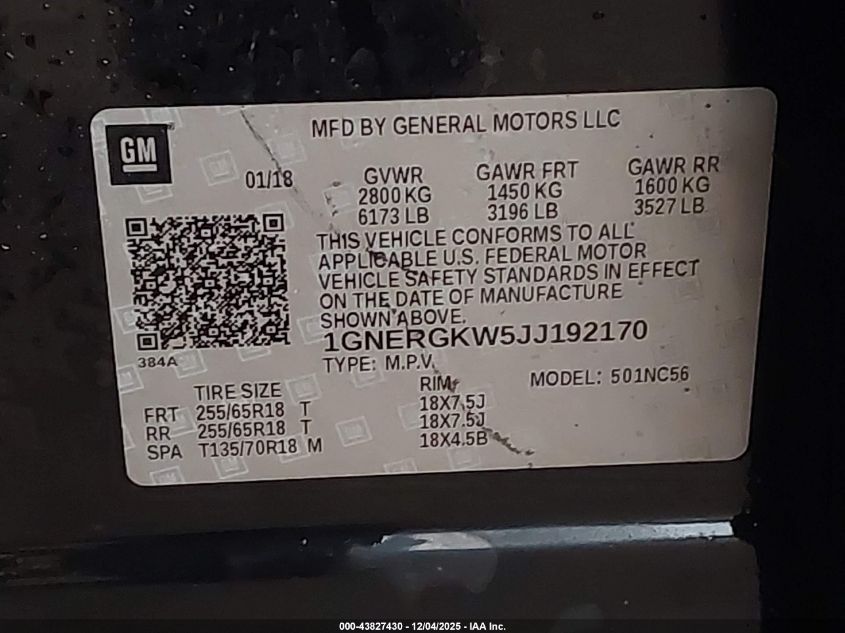 GM
MFD BY GENERAL MOTORS LLC
01/18
GVWR GAWR FRT GAWR RR
2800 KG 1450 KG 1600 KG
6173 LB 3196 LB 3527 LB
THIS VEHICLE CONFORMS TO ALL
APPLICABLE U.S. FEDERAL MOTOR
VEHICLE SAFETY STANDARDS IN EFFECT
ON THE DATE OF MANUFACTURE
SHOWN ABOVE.
1GNERGKW5JJ192170
384A
TYPE: M.P.V.
MODEL: 501NC56
TIRE SIZE RIM
FRT 255/65R18 T 18X7.5J
RR 255/65R18 T 18X7.5J
SPA T135/70R18 M 18X4.5B
000-43827430 - 12/04/2025 - IAA Inc.